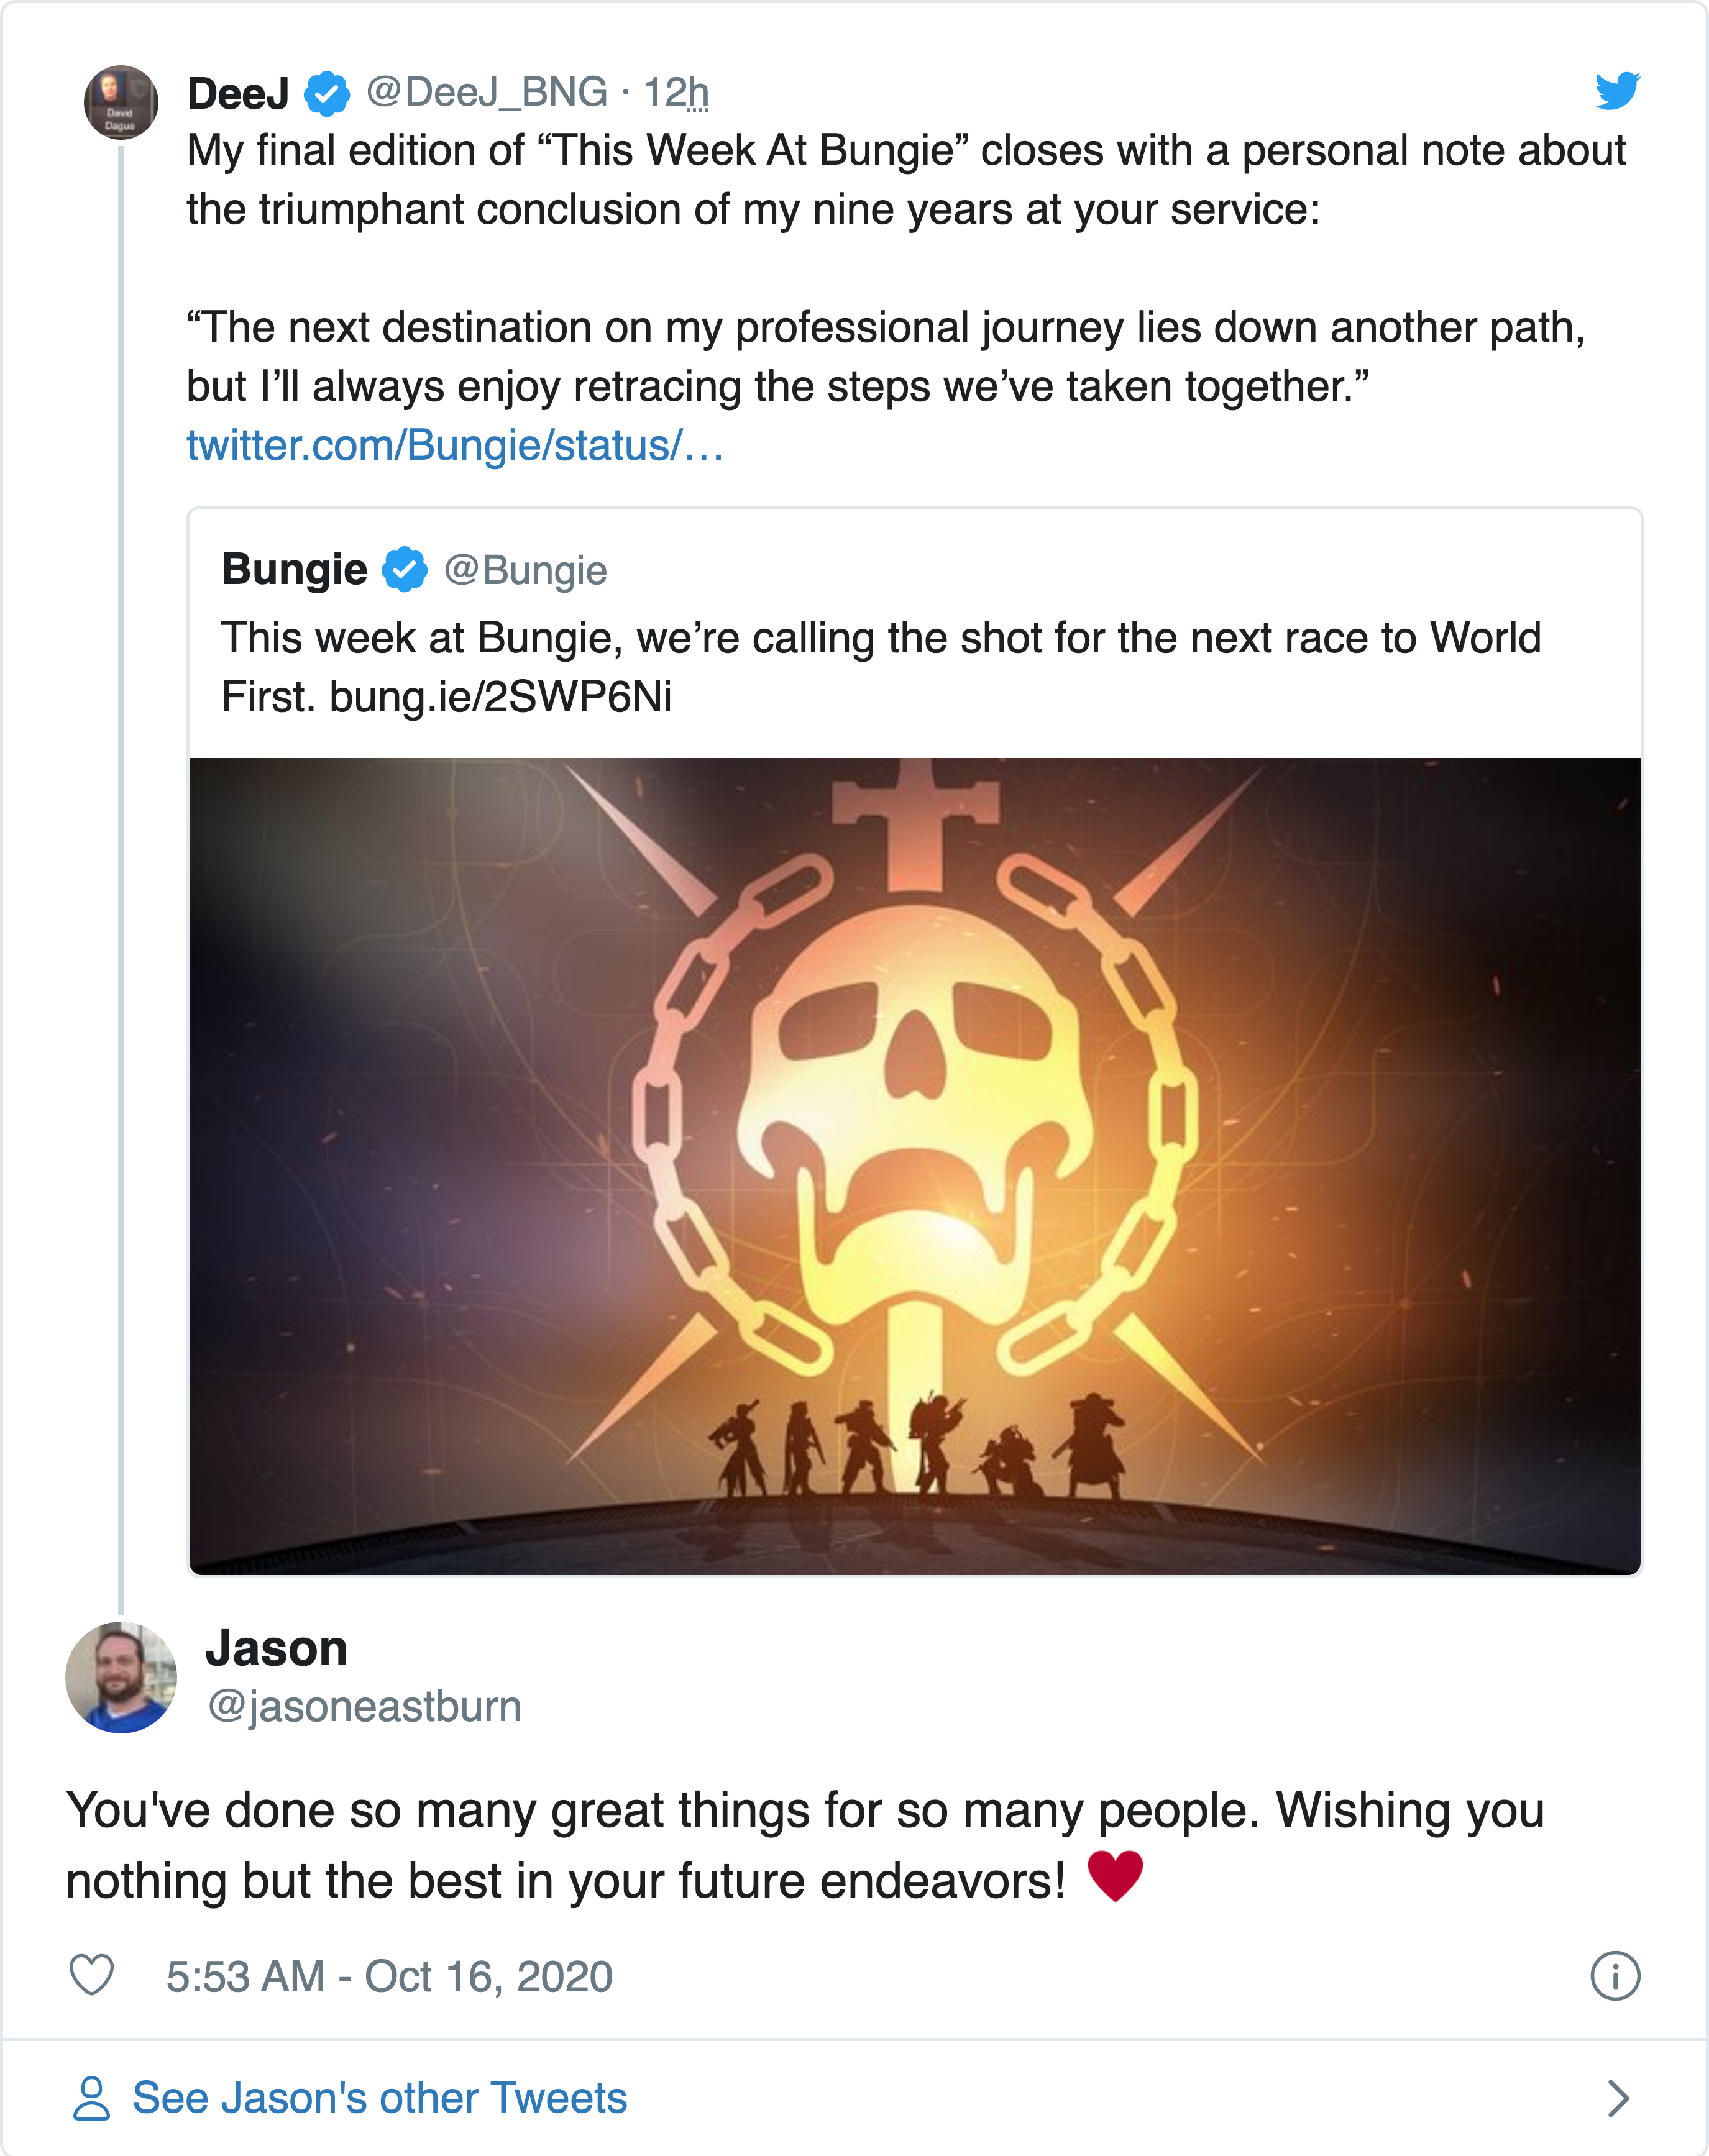 David
Dague
DeeJ @DeeJ_BNG · 12h
My final edition of “This Week At Bungie” closes with a personal note about
the triumphant conclusion of my nine years at your service:
“The next destination on my professional journey lies down another path,
but I’ll always enjoy retracing the steps we’ve taken together.”
twitter.com/Bungie/status/…
Bungie @Bungie
This week at Bungie, we’re calling the shot for the next race to World
First. bung.ie/2SWP6Ni
Jason
@jasoneastburn
You've done so many great things for so many people. Wishing you
nothing but the best in your future endeavors! ❤
5:53 AM - Oct 16, 2020
See Jason's other Tweets